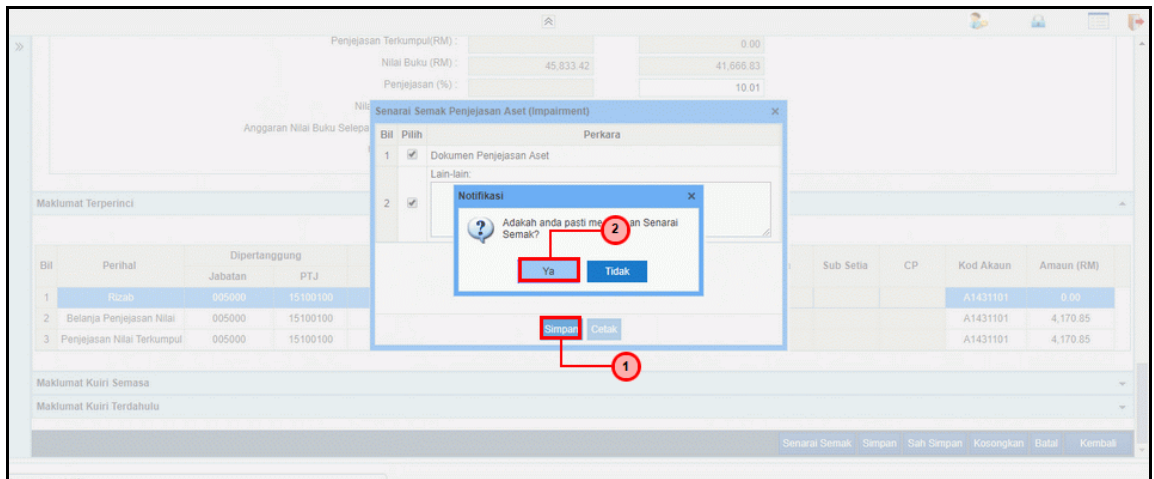 Penjejasan Terkumpul(RM) : 0.00
Nilai Buku (RM) : 45,833.42 41,666.83
Penjejasan (%) : 10.01
Anggaran Nilai Buku
Senarai Semak Penjejasan Aset (Impairment) ×
Bil Pilih Perkara
1 Dokumen Penjejasan Aset
2 Lain-lain:
Notifikasi ×
Adakah anda pasti Senarai
Semak?
2
Ya Tidak
Simpan Cetak
1
Maklumat Terperinci
Bil Perihal Dipertanggung Sub Setia CP Kod Akaun Amaun (RM)
Jabatan PTJ
1 Rizab 005000 15100100 A1431101 0.00
2 Belanja Penjejasan Nilai 005000 15100100 A1431101 4,170.85
3 Penjejasan Nilai Terkumpul 005000 15100100 A1431101 4,170.85
Maklumat Kuiri Semasa
Maklumat Kuiri Terdahulu
Senarai Semak Simpan Sah Simpan Kosongkan Batal Kembali